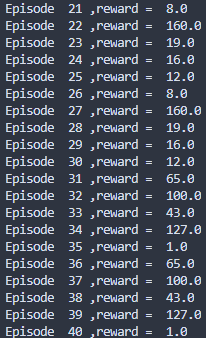 Episode  21 ,reward =  8.0
Episode  22 ,reward =  160.0
Episode  23 ,reward =  19.0
Episode  24 ,reward =  16.0
Episode  25 ,reward =  12.0
Episode  26 ,reward =  8.0
Episode  27 ,reward =  160.0
Episode  28 ,reward =  19.0
Episode  29 ,reward =  16.0
Episode  30 ,reward =  12.0
Episode  31 ,reward =  65.0
Episode  32 ,reward =  100.0
Episode  33 ,reward =  43.0
Episode  34 ,reward =  127.0
Episode  35 ,reward =  1.0
Episode  36 ,reward =  65.0
Episode  37 ,reward =  100.0
Episode  38 ,reward =  43.0
Episode  39 ,reward =  127.0
Episode  40 ,reward =  1.0